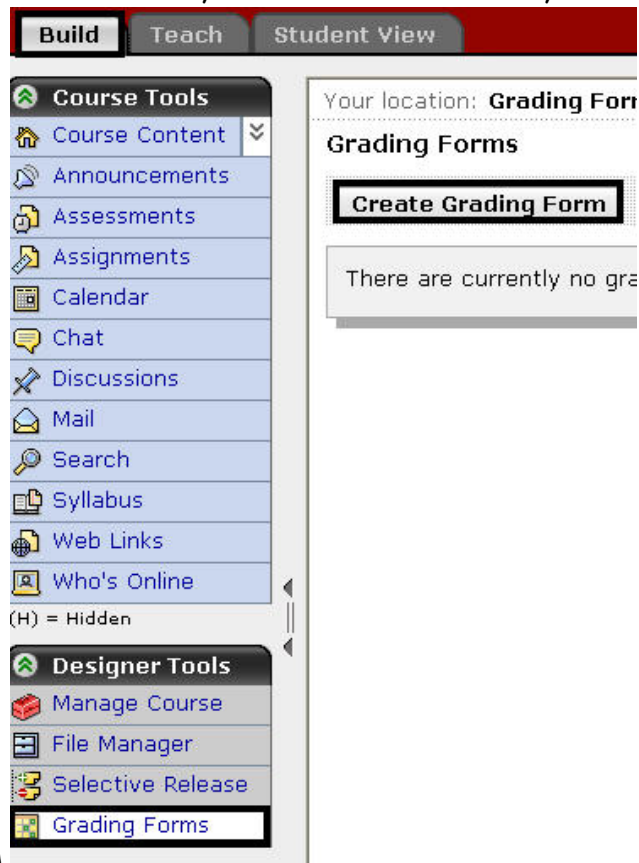 Build Teach Student View
Course Tools
Course Content
Announcements
Assessments
Assignments
Calendar
Chat
Discussions
Mail
Search
Syllabus
Web Links
Who's Online
(H) = Hidden
Designer Tools
Manage Course
File Manager
Selective Release
Grading Forms
Your location: Grading For
Grading Forms
Create Grading Form
There are currently no gra